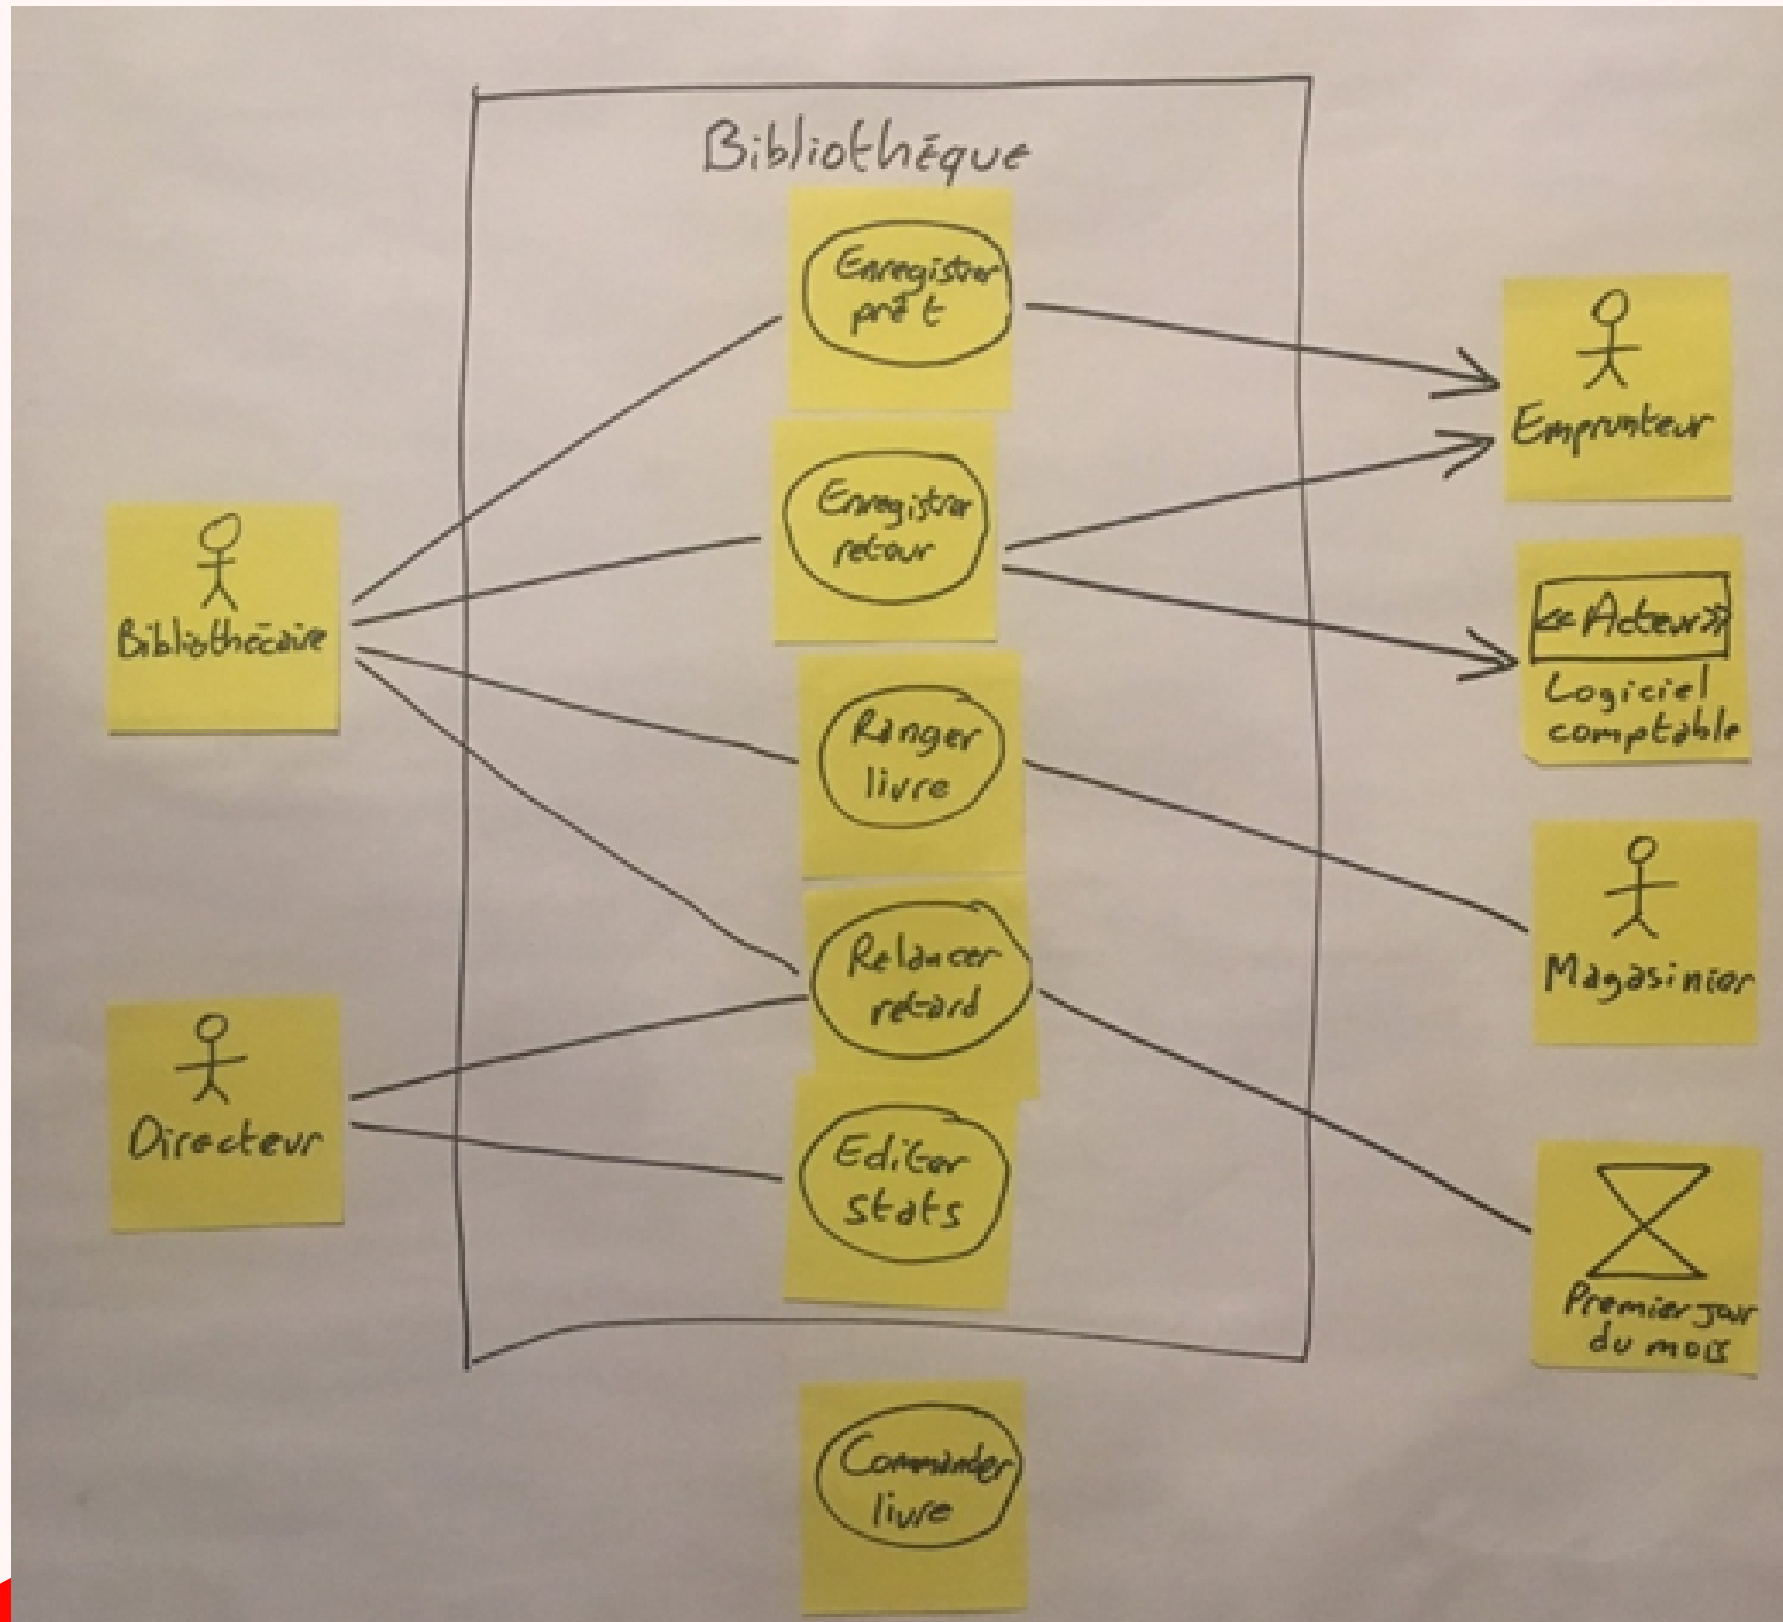 Bibliothèque
Enregistrer
prêt
Emprunteur
Enregistrer
retour
Bibliothécaire
<<Acteur>>
Logiciel
comptable
Ranger
livre
Magasinier
Relancer
retard
Directeur
Editer
stats
Premier jour
du mois
Commander
livre